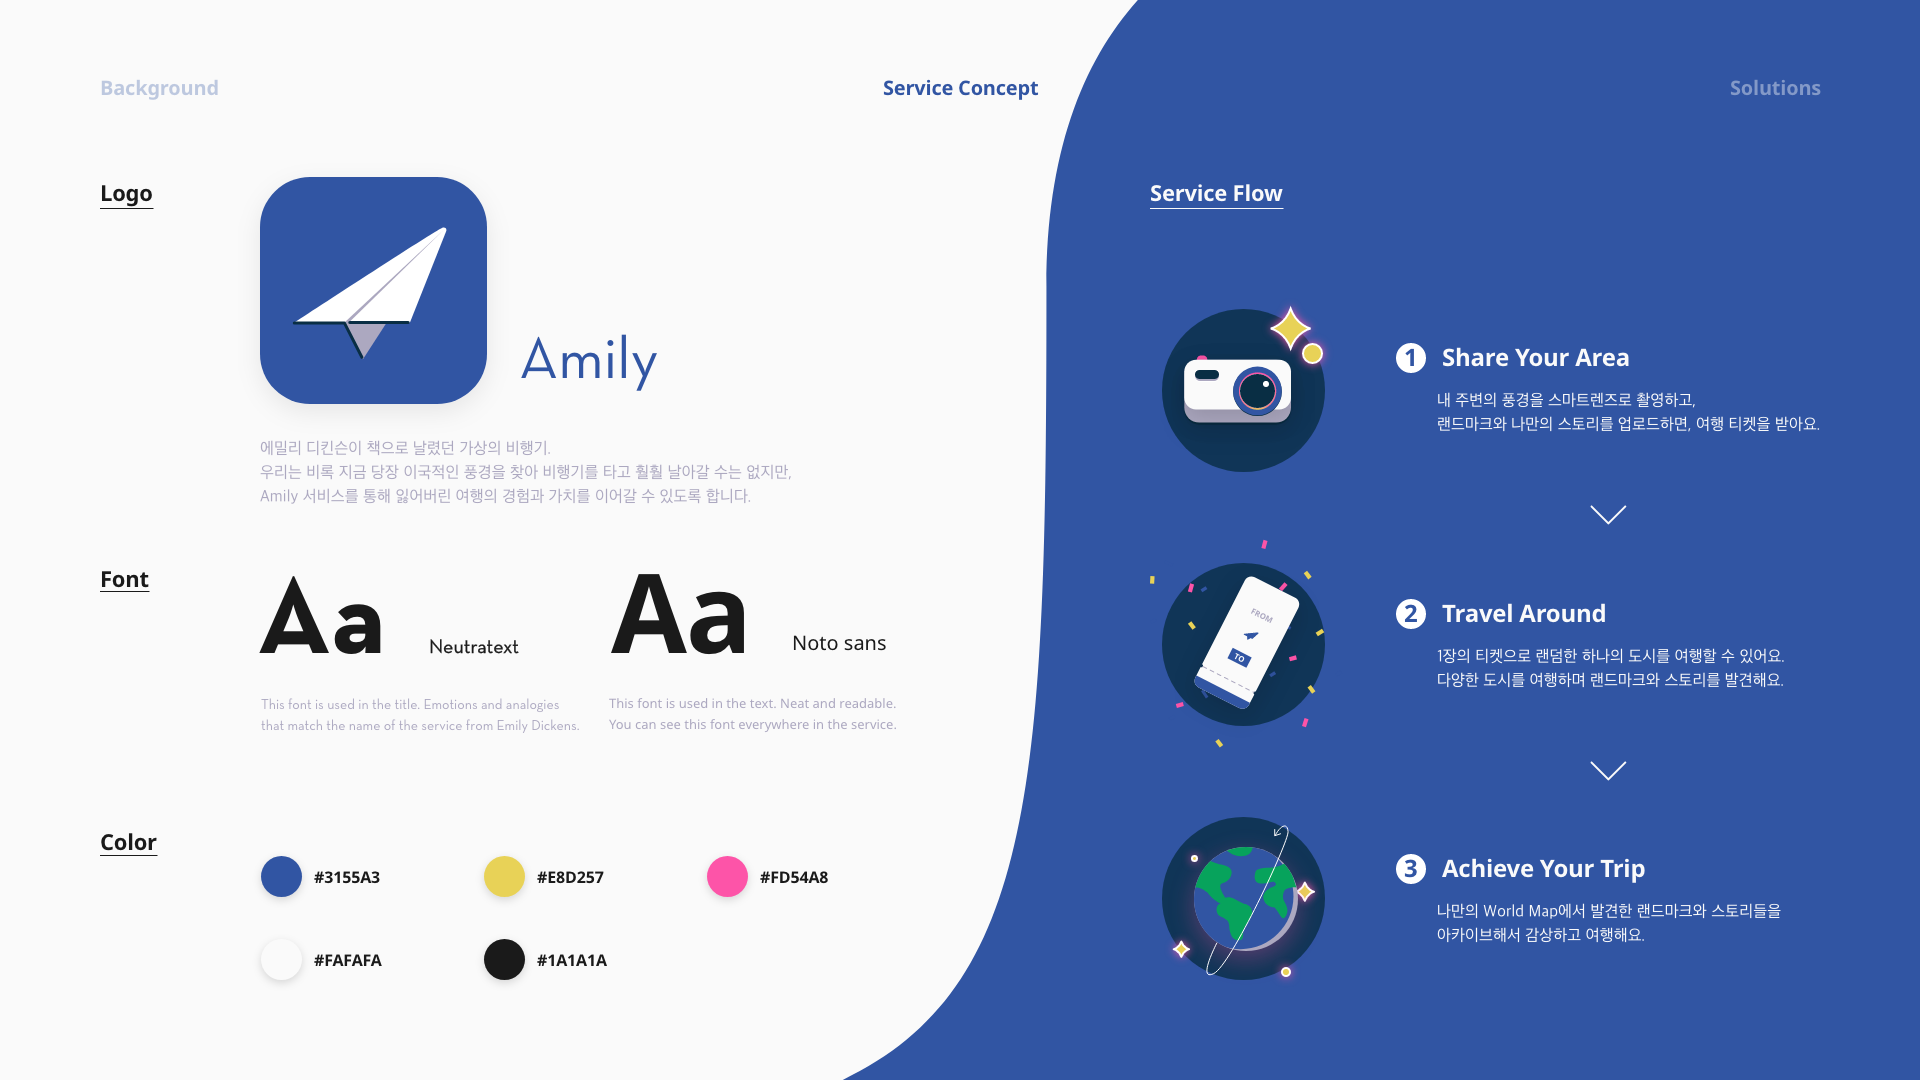 Background
Service Concept
Solutions
Logo
Amily
에밀리 디킨슨이 책으로 날렸던 가상의 비행기.
우리는 비록 지금 당장 이국적인 풍경을 찾아 비행기를 타고 훨훨 날아갈 수는 없지만,
Amily 서비스를 통해 잃어버린 여행의 경험과 가치를 이어갈 수 있도록 합니다.
Font
Aa
Neutratext
Aa
Noto sans
This font is used in the title. Emotions and analogies
that match the name of the service from Emily Dickens.
This font is used in the text. Neat and readable.
You can see this font everywhere in the service.
Color
#3155A3
#E8D257
#FD54A8
#FAFAFA
#1A1A1A
Service Flow
1 Share Your Area
내 주변의 풍경을 스마트렌즈로 촬영하고,
랜드마크와 나만의 스토리를 업로드하면, 여행 티켓을 받아요.
FROM
TO
2 Travel Around
1장의 티켓으로 랜덤한 하나의 도시를 여행할 수 있어요.
다양한 도시를 여행하며 랜드마크와 스토리를 발견해요.
3 Achieve Your Trip
나만의 World Map에서 발견한 랜드마크와 스토리들을
아카이브해서 감상하고 여행해요.